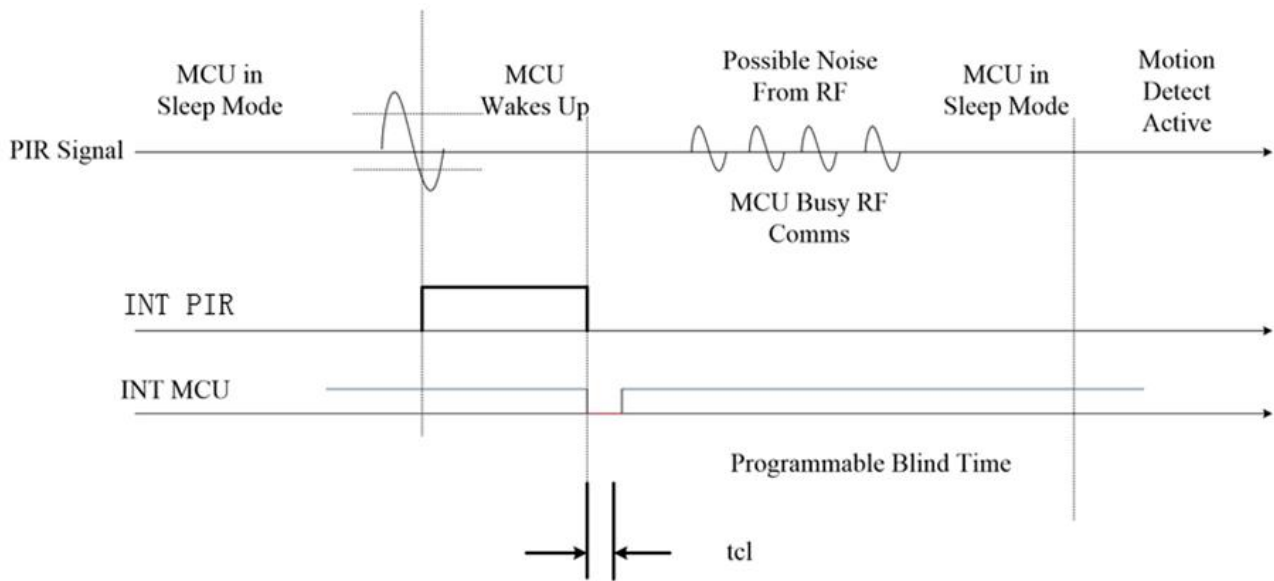 MCU in
Sleep Mode
MCU
Wakes Up
Possible Noise
From RF
MCU in
Sleep Mode
Motion
Detect
Active
PIR Signal
MCU Busy RF
Comms
INT PIR
INT MCU
Programmable Blind Time
tcl